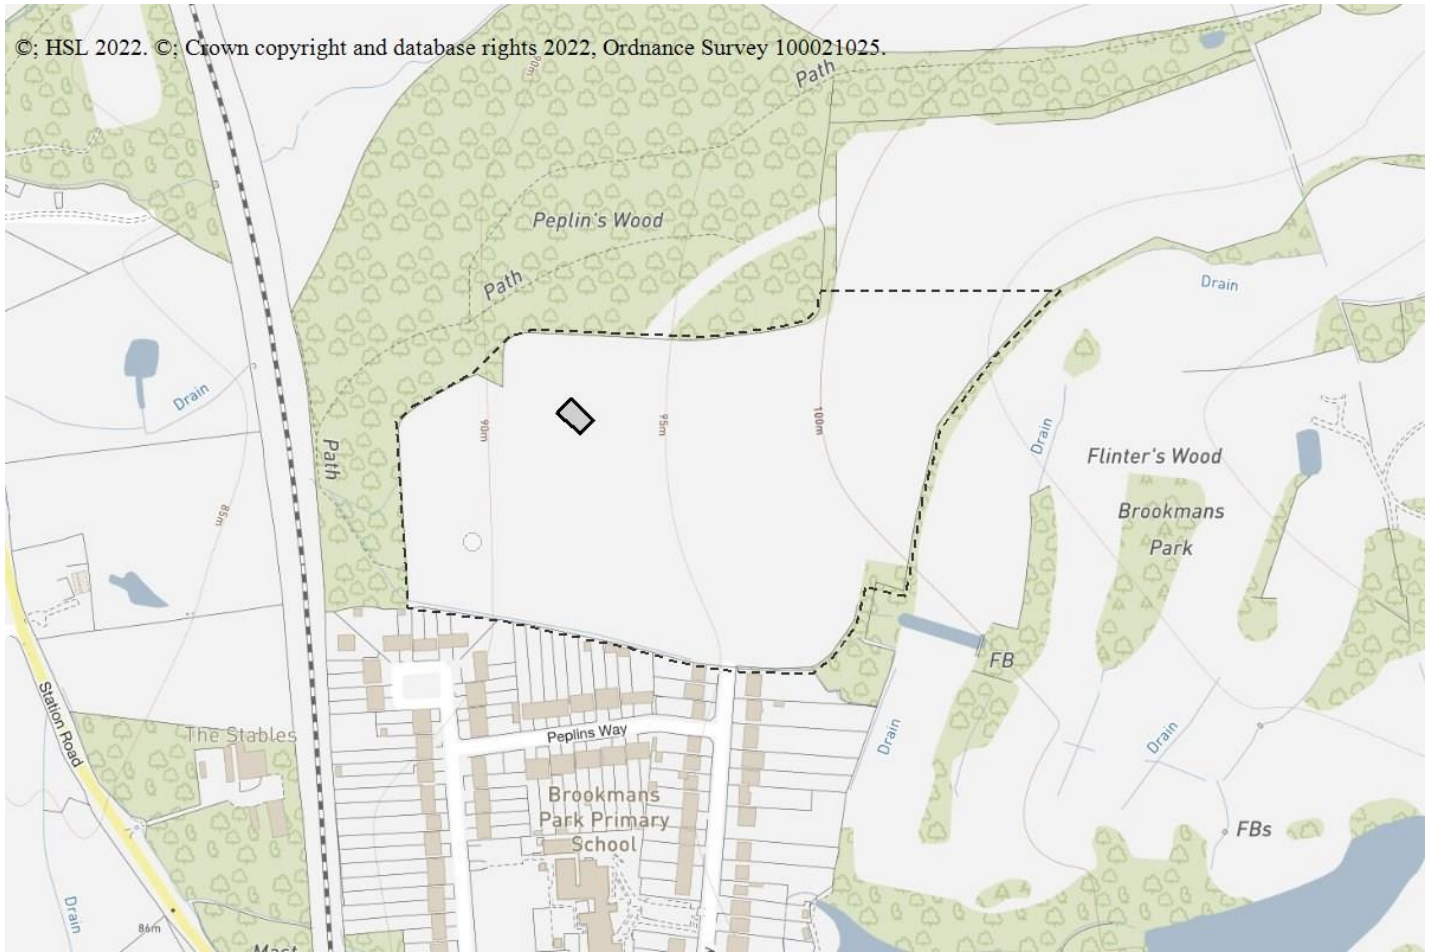 ©; HSL 2022. ©; Crown copyright and database rights 2022, Ordnance Survey 100021025.
90m
Path
Peplin's Wood
Path
Drain
Drain
Path
90m
95m
100m
Drain
Flinter's Wood
Brookmans
Park
85m
FB
Station Road
The Stables
Peplins Way
Drain
Drain
Brookmans
Park Primary
School
FBs
Drain
86m
Mast